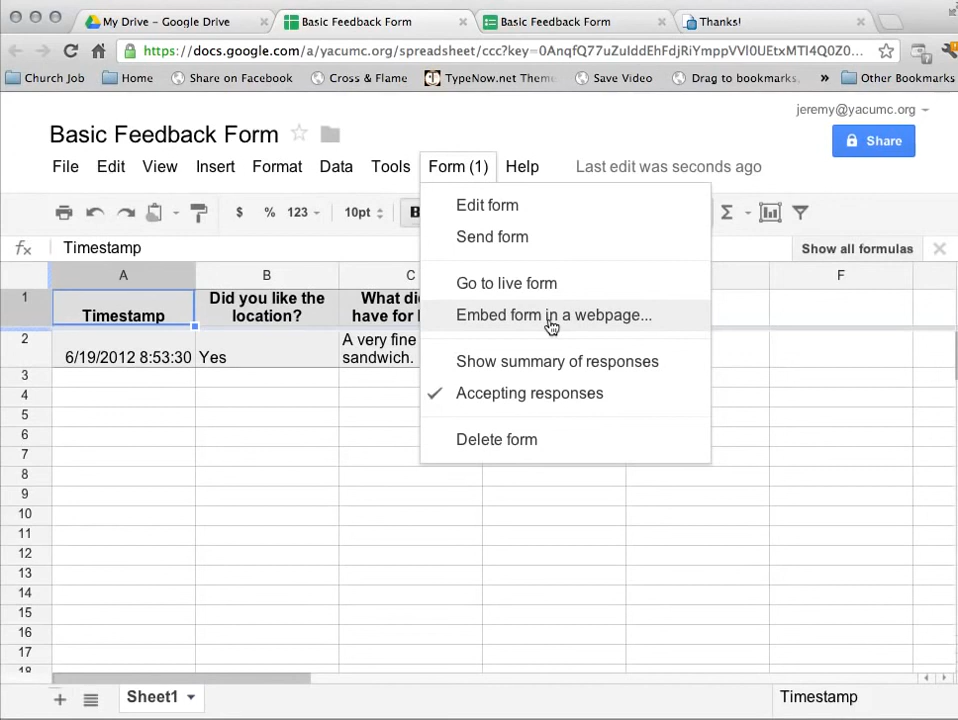 My Drive - Google Drive
Basic Feedback Form
Basic Feedback Form
Thanks!
https://docs.google.com/a/yacumc.org/spreadsheet/ccc?key=0AnqfQ77uZuIddEhFdjRiYmppVVl0UEtxMTI4Q0Z0...
Church Job
Home
Share on Facebook
Cross & Flame
TypeNow.net Theme
Save Video
Drag to bookmarks
»
Other Bookmarks
jeremy@yacumc.org
Basic Feedback Form
Share
File Edit View Insert Format Data Tools Form (1) Help Last edit was seconds ago
$ % 123 10pt B Σ
Edit form
Send form
Go to live form
Embed form in a webpage...
Show summary of responses
Accepting responses
Delete form
fx Timestamp
Show all formulas
A B C F
1 Timestamp
Did you like the
location?
What di
have for l
2 6/19/2012 8:53:30 Yes
A very fine
sandwich.
3
4
5
6
7
8
9
10
11
12
13
14
15
16
17
18
Sheet1
Timestamp